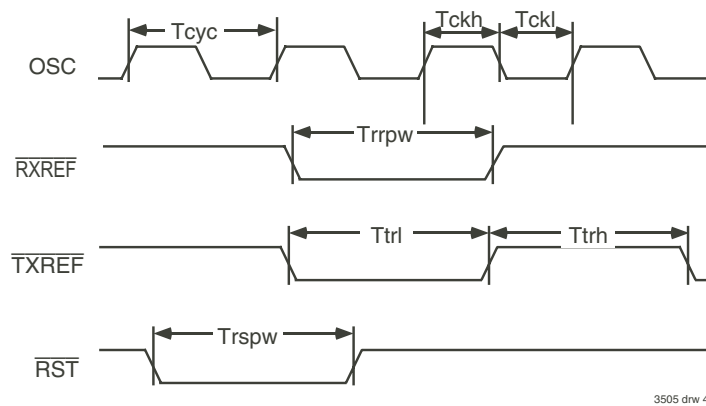 Tcyc Tckh Tckl
OSC
Trrpw
RXREF
Ttrl Ttrh
TXREF
Trspw
RST
3505 drw 4